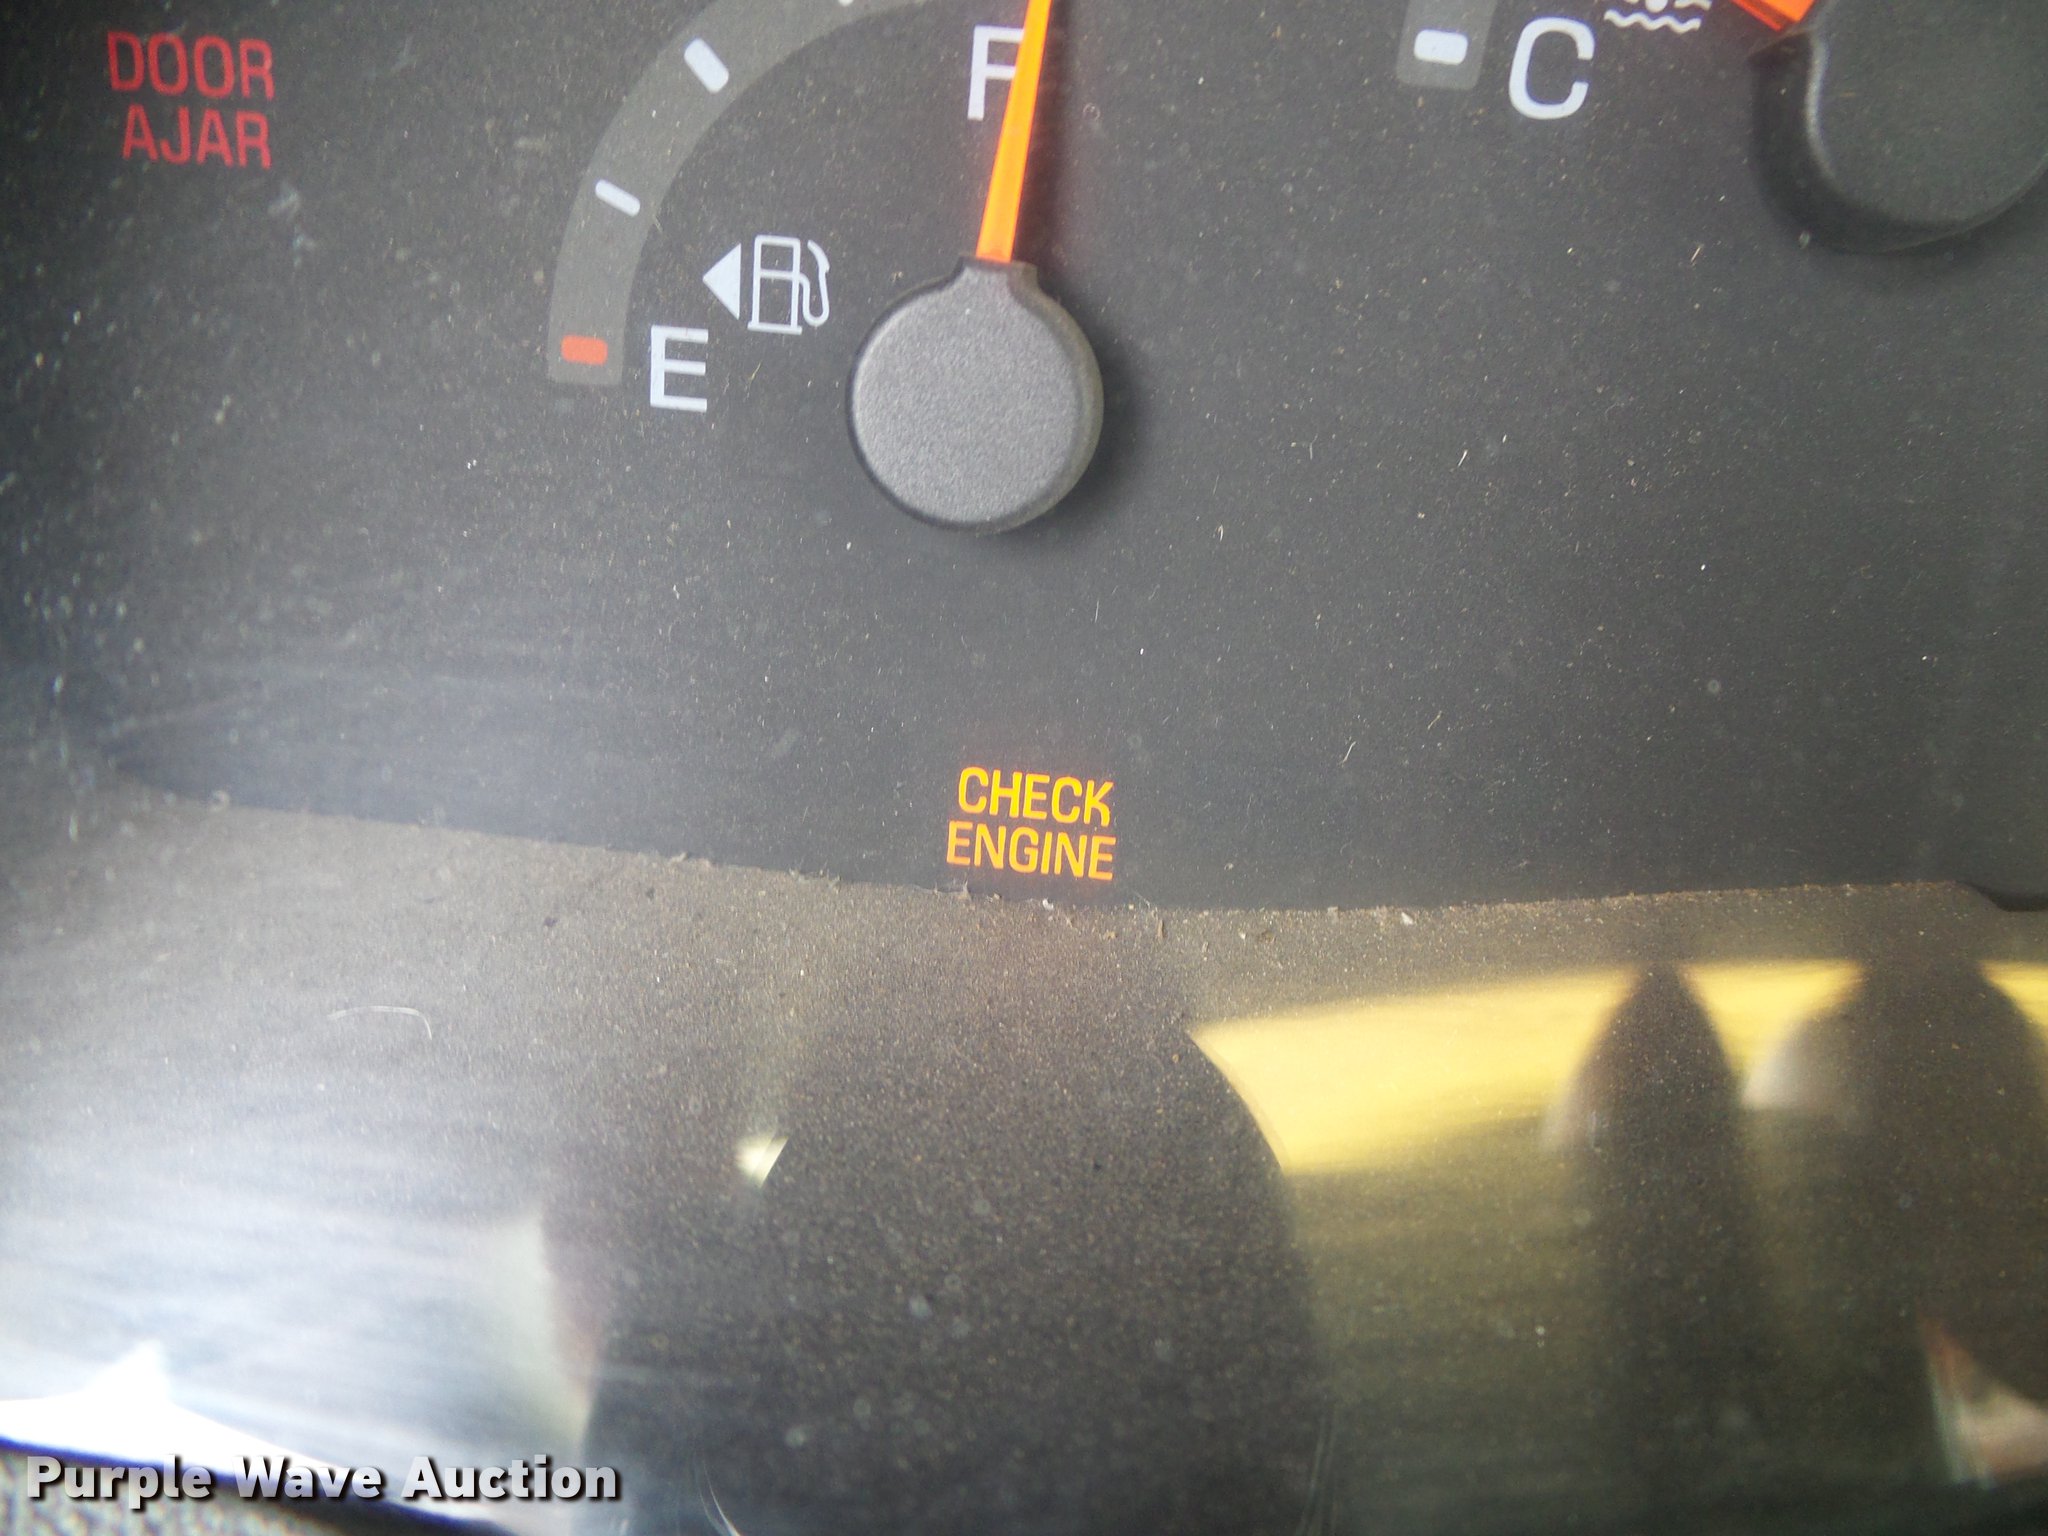 DOOR
AJAR
F
C
E
CHECK
ENGINE
Purple Wave Auction